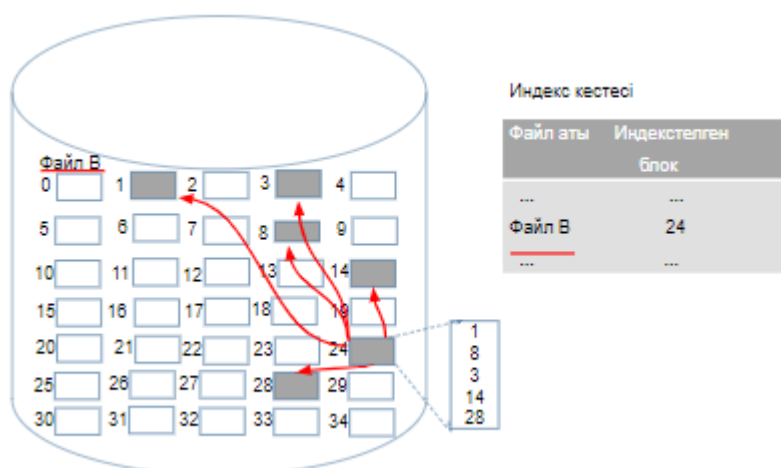 Индекс кестесі
Файл аты Индекстелген
блок
... ...
Файл В 24
... ...
Файл В
0 1 2 3 4
5 6 7 8 9
10 11 12 13 14
15 16 17 18 19
20 21 22 23 24
25 26 27 28 29
30 31 32 33 34
1
8
3
14
28